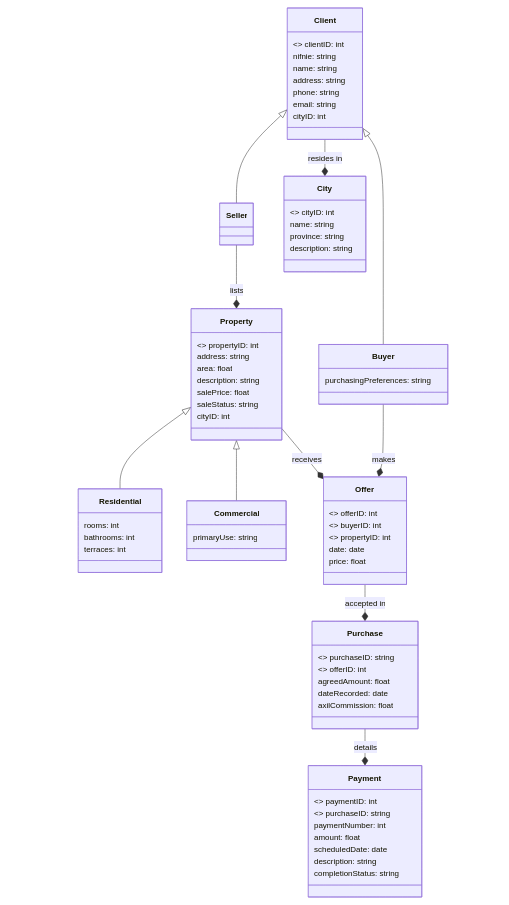 Client
<> clientID: int
nifnie: string
name: string
address: string
phone: string
email: string
cityID: int
resides in
City
<> cityID: int
name: string
province: string
description: string
Seller
lists
Property
<> propertyID: int
address: string
area: float
description: string
salePrice: float
saleStatus: string
cityID: int
Buyer
purchasingPreferences: string
receives
makes
Residential
rooms: int
bathrooms: int
terraces: int
Commercial
primaryUse: string
Offer
<> offerID: int
<> buyerID: int
<> propertyID: int
date: date
price: float
accepted in
Purchase
<> purchaseID: string
<> offerID: int
agreedAmount: float
dateRecorded: date
axilCommission: float
details
Payment
<> paymentID: int
<> purchaseID: string
paymentNumber: int
amount: float
scheduledDate: date
description: string
completionStatus: string